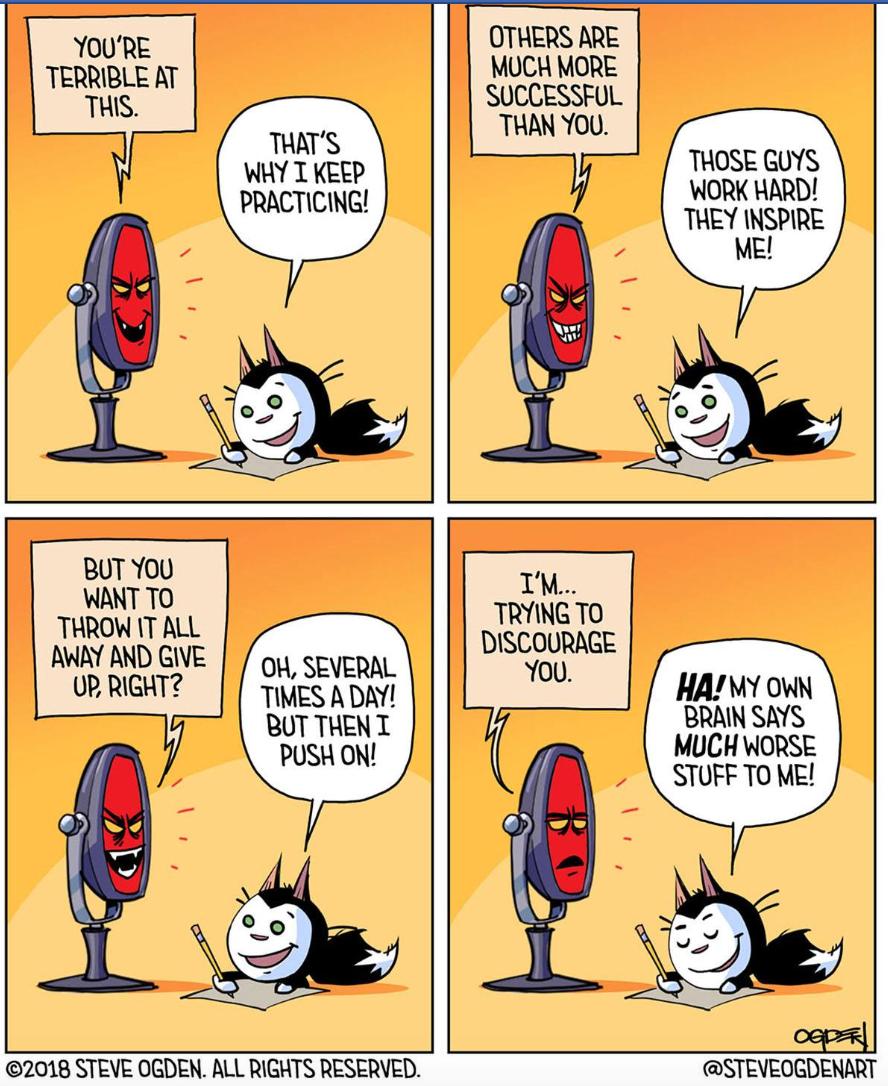 YOU'RE
TERRIBLE AT
THIS.
THAT'S
WHY I KEEP
PRACTICING!
OTHERS ARE
MUCH MORE
SUCCESSFUL
THAN YOU.
THOSE GUYS
WORK HARD!
THEY INSPIRE
ME!
BUT YOU
WANT TO
THROW IT ALL
AWAY AND GIVE
UP, RIGHT?
OH, SEVERAL
TIMES A DAY!
BUT THEN I
PUSH ON!
I'M...
TRYING TO
DISCOURAGE
YOU.
HA! MY OWN
BRAIN SAYS
MUCH WORSE
STUFF TO ME!
OGDEN
©2018 STEVE OGDEN. ALL RIGHTS RESERVED.
@STEVEOGDENART